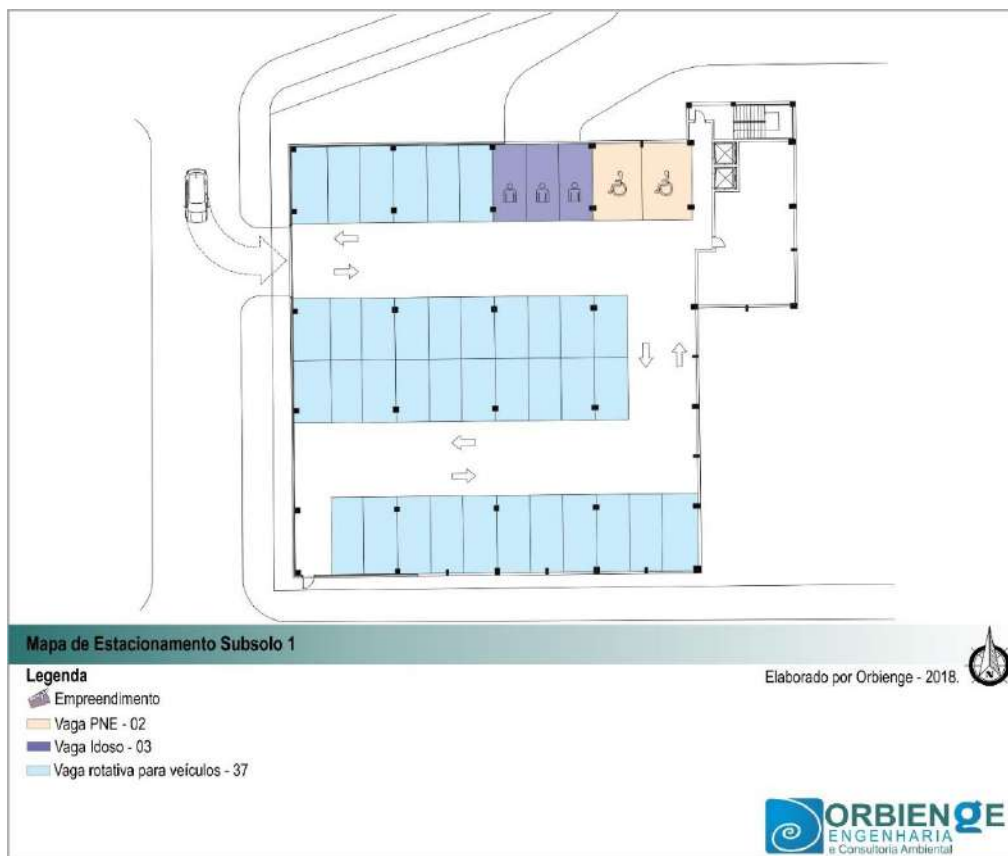 Mapa de Estacionamento Subsolo 1
N
Legenda
Elaborado por Orbienge - 2018.
Empreendimento
Vaga PNE - 02
Vaga Idoso - 03
Vaga rotativa para veículos - 37
ORBIENgE
ENGENHARIA
e Consultoria Ambiental